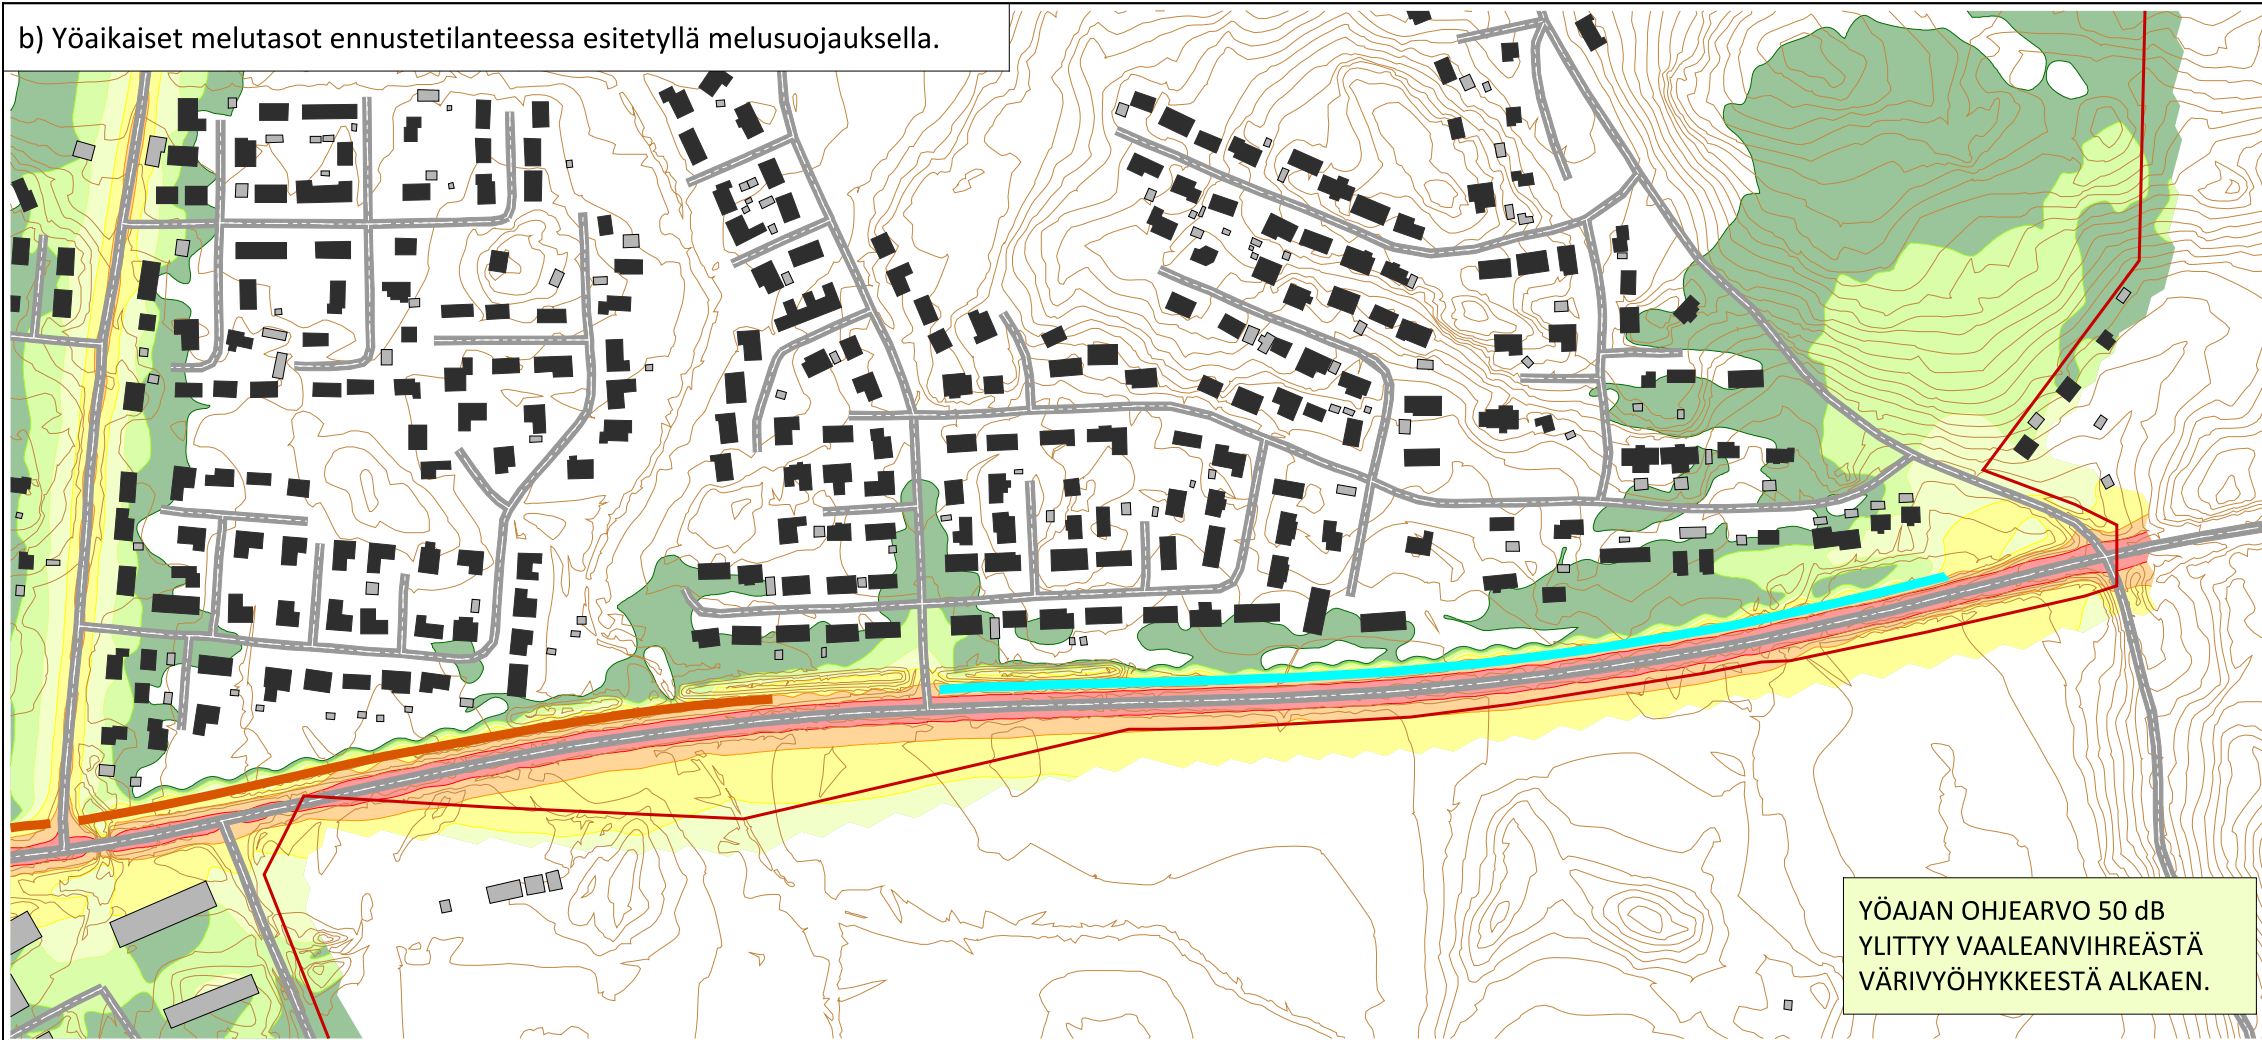 b) Yöaikaiset melutasot ennustetilanteessa esitetyllä melusuojauksella.
YÖAJAN OHJEARVO 50 dB
YLITTYY VAALEANVIHREÄSTÄ
VÄRIVYÖHYKKEESTÄ ALKAEN.